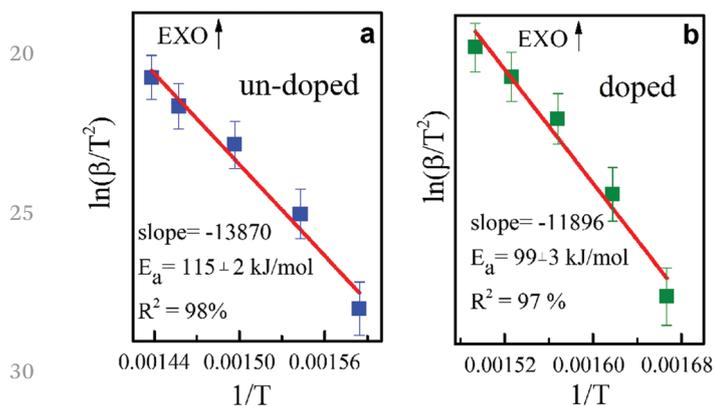 20
25
30
EXO
a
un-doped
ln(β/T²)
slope= -13870
Eₐ= 115±2 kJ/mol
R² = 98%
0.00144 0.00150 0.00156
1/T
EXO
b
doped
ln(β/T²)
slope= -11896
Eₐ= 99±3 kJ/mol
R² = 97 %
0.00152 0.00160 0.00168
1/T